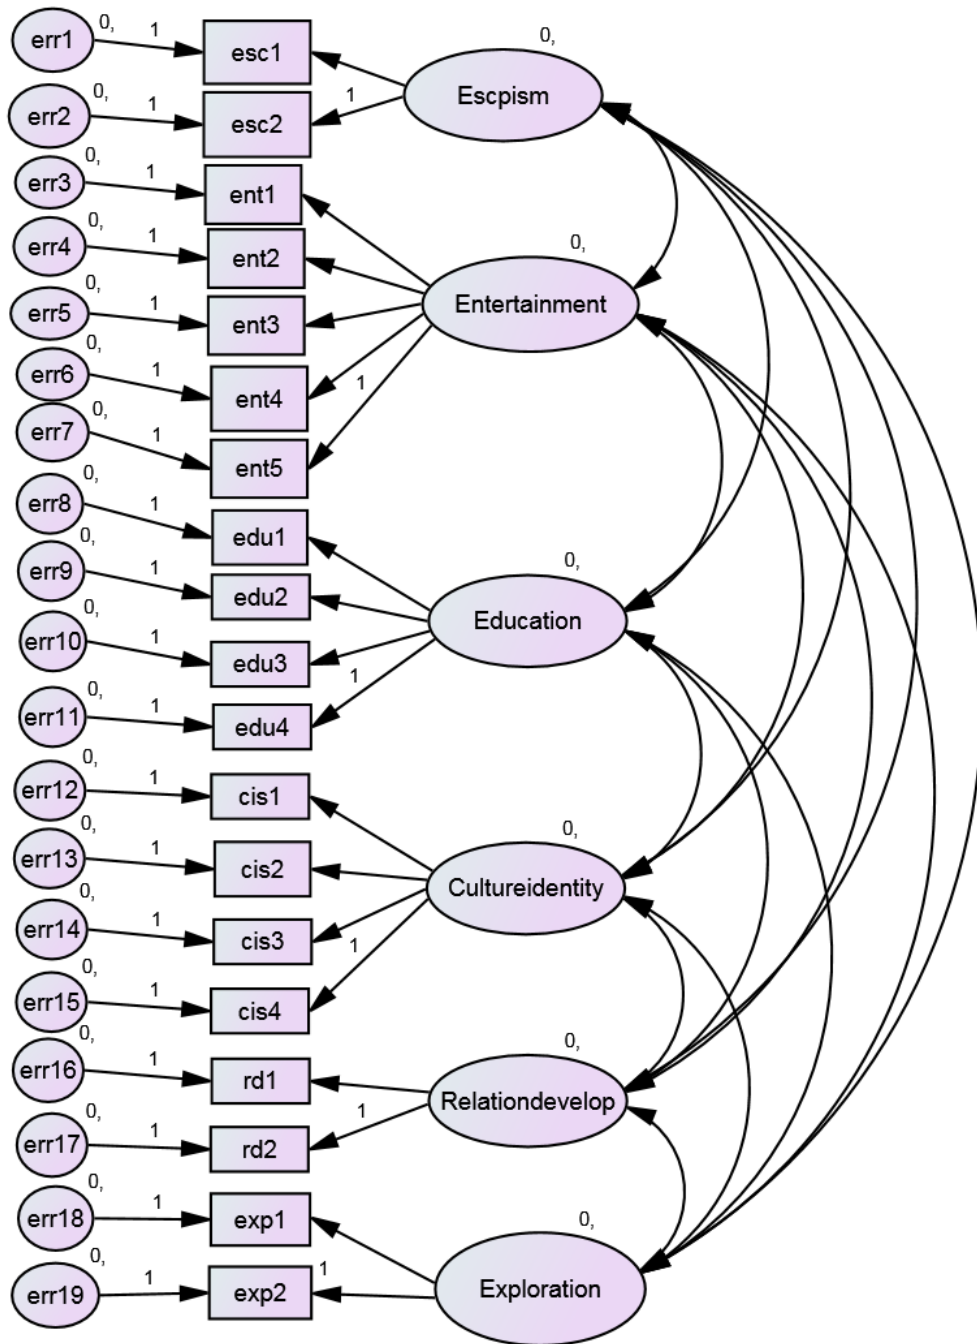 err1 0, 1 esc1
err2 0, 1 esc2
1 Escpism 0,
err3 0, 1 ent1
err4 0, 1 ent2
err5 0, 1 ent3
err6 0, 1 ent4
err7 0, 1 ent5
1 Entertainment 0,
err8 0, 1 edu1
err9 0, 1 edu2
err10 0, 1 edu3
err11 0, 1 edu4
1 Education 0,
err12 0, 1 cis1
err13 0, 1 cis2
err14 0, 1 cis3
err15 0, 1 cis4
1 Cultureidentity 0,
err16 0, 1 rd1
err17 0, 1 rd2
1 Relationdevelop 0,
err18 0, 1 exp1
err19 0, 1 exp2
1 Exploration 0,